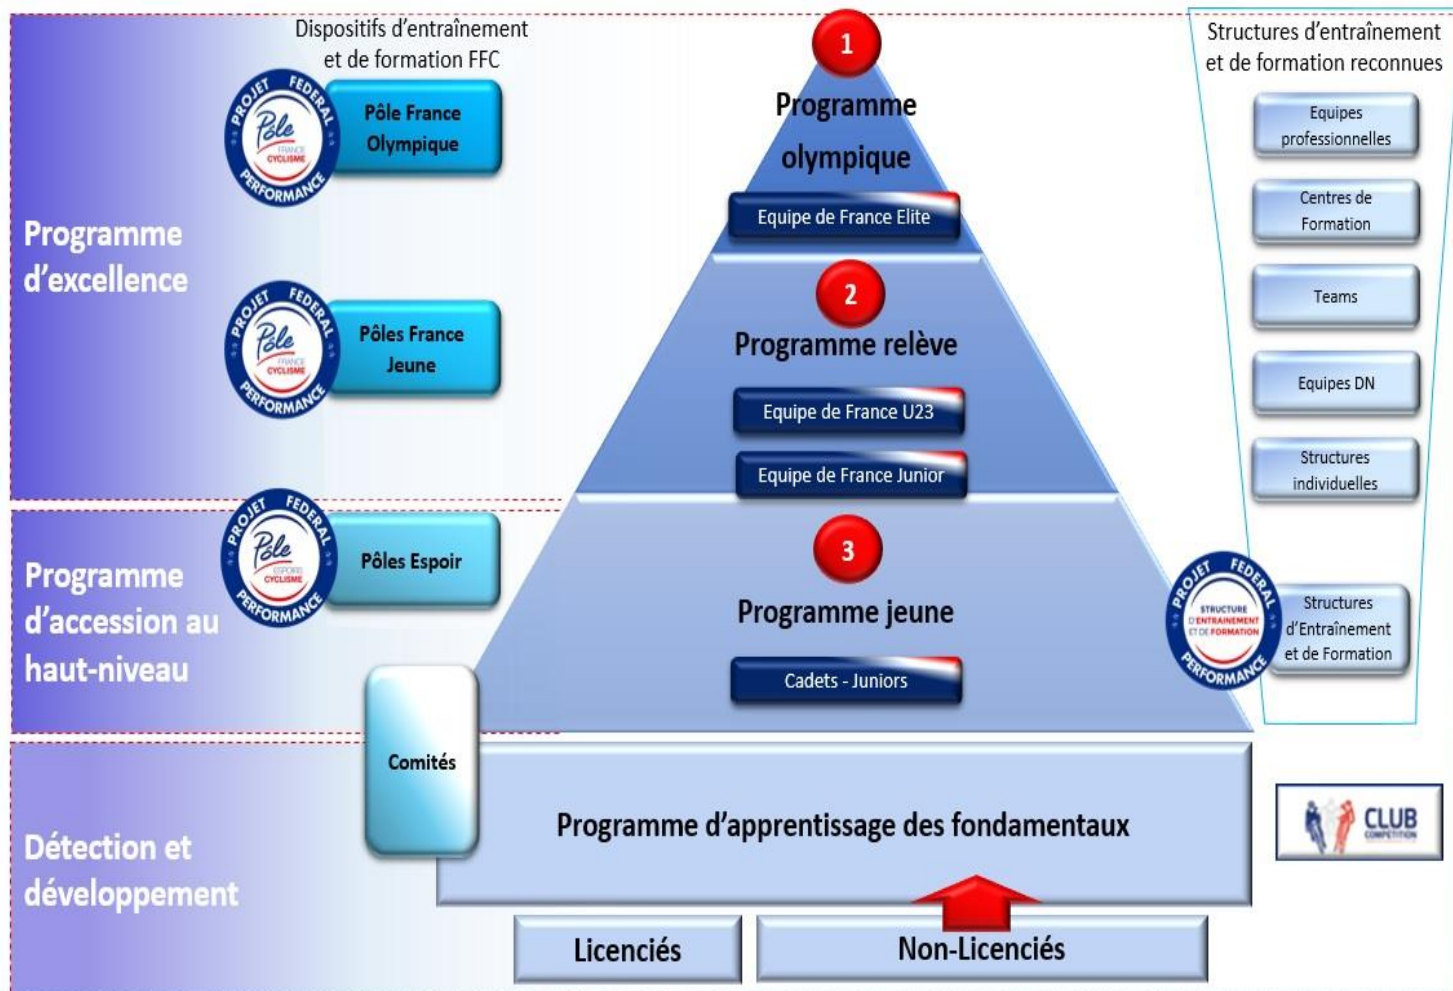 Dispositifs d'entraînement
et de formation FFC
Structures d'entraînement
et de formation reconnues
Programme
d'excellence
PROJET FEDERAL
Pôle
FRANCE
CYCLISME
PERFORMANCE
Pôle France
Olympique
1
Programme
olympique
Equipe de France Elite
Equipes
professionnelles
Centres de
Formation
PROJET FEDERAL
Pôle
FRANCE
CYCLISME
PERFORMANCE
Pôles France
Jeune
2
Programme relève
Equipe de France U23
Equipe de France Junior
Teams
Equipes DN
Structures
individuelles
Programme
d'accession au
haut-niveau
PROJET FEDERAL
Pôle
ESPOIRS
CYCLISME
PERFORMANCE
Pôles Espoir
3
Programme jeune
Cadets - Juniors
PROJET FEDERAL
STRUCTURE
D'ENTRAINEMENT
ET DE FORMATION
PERFORMANCE
Structures
d'Entraînement
et de Formation
Comités
Détection et
développement
Programme d'apprentissage des fondamentaux
CLUB
COMPETITION
Licenciés
Non-Licenciés